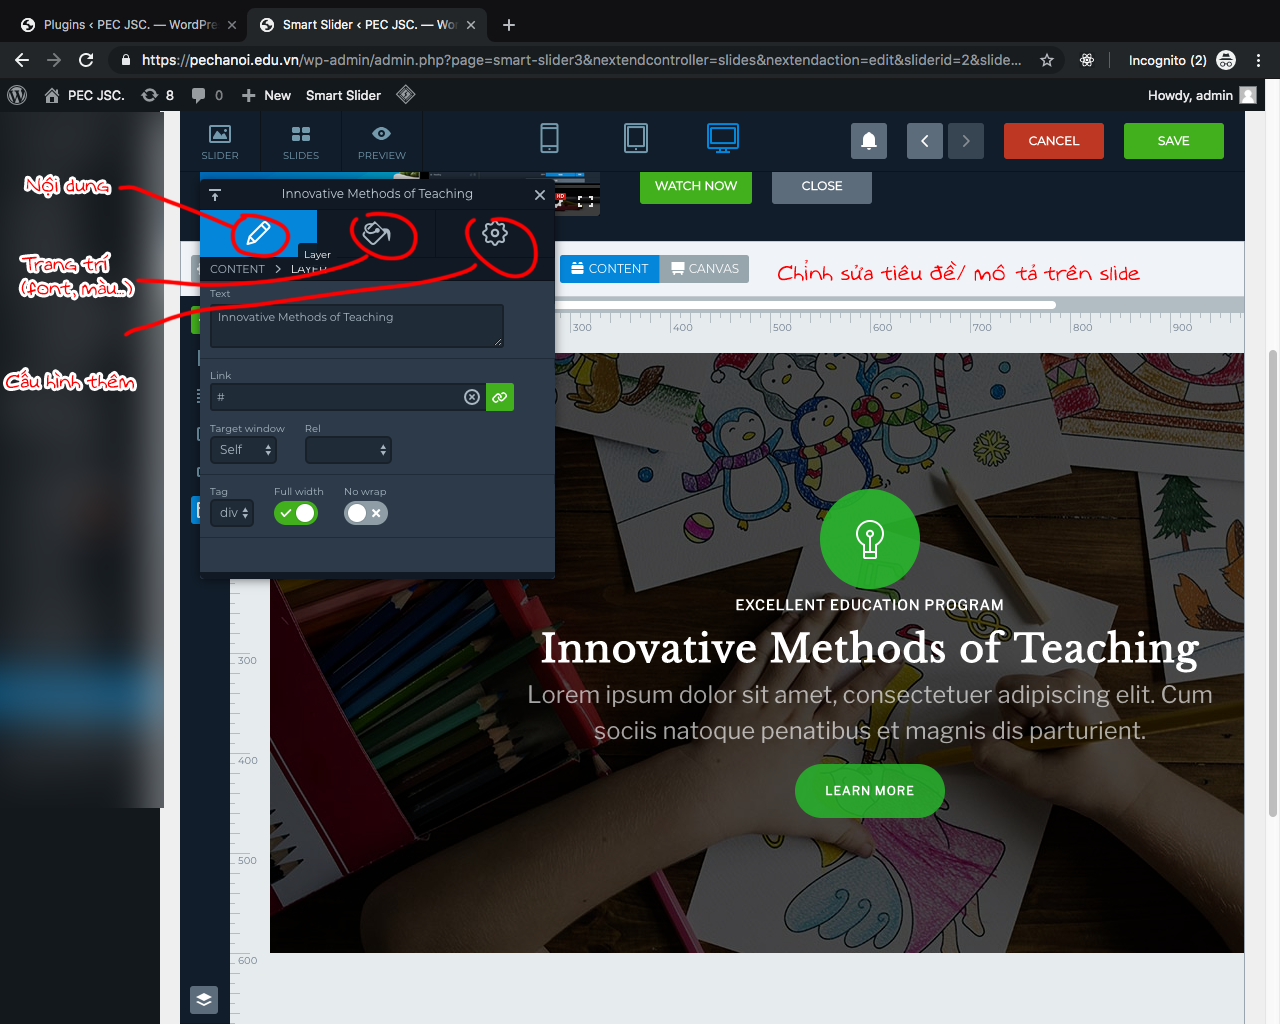 Plugins ‹ PEC JSC. — WordPre
Smart Slider ‹ PEC JSC. — Wo
https://pechanoi.edu.vn/wp-admin/admin.php?page=smart-slider3&nextendcontroller=slides&nextendaction=edit&sliderid=2&slide...
Incognito (2)
PEC JSC.
8
0
New
Smart Slider
Howdy, admin
SLIDER
SLIDES
PREVIEW
CANCEL
SAVE
Nội dung
Innovative Methods of Teaching
HD
WATCH NOW
CLOSE
Layer
Trang trí
(font, màu...)
CONTENT
LAYER
CONTENT
CANVAS
Chỉnh sửa tiêu đề/ mô tả trên slide
Text
Innovative Methods of Teaching
300
400
500
600
700
800
900
Cấu hình thêm
Link
#
Target window
Rel
Self
Tag
Full width
No wrap
div
EXCELLENT EDUCATION PROGRAM
Innovative Methods of Teaching
Lorem ipsum dolor sit amet, consectetuer adipiscing elit. Cum
sociis natoque penatibus et magnis dis parturient.
LEARN MORE
300
400
500
600